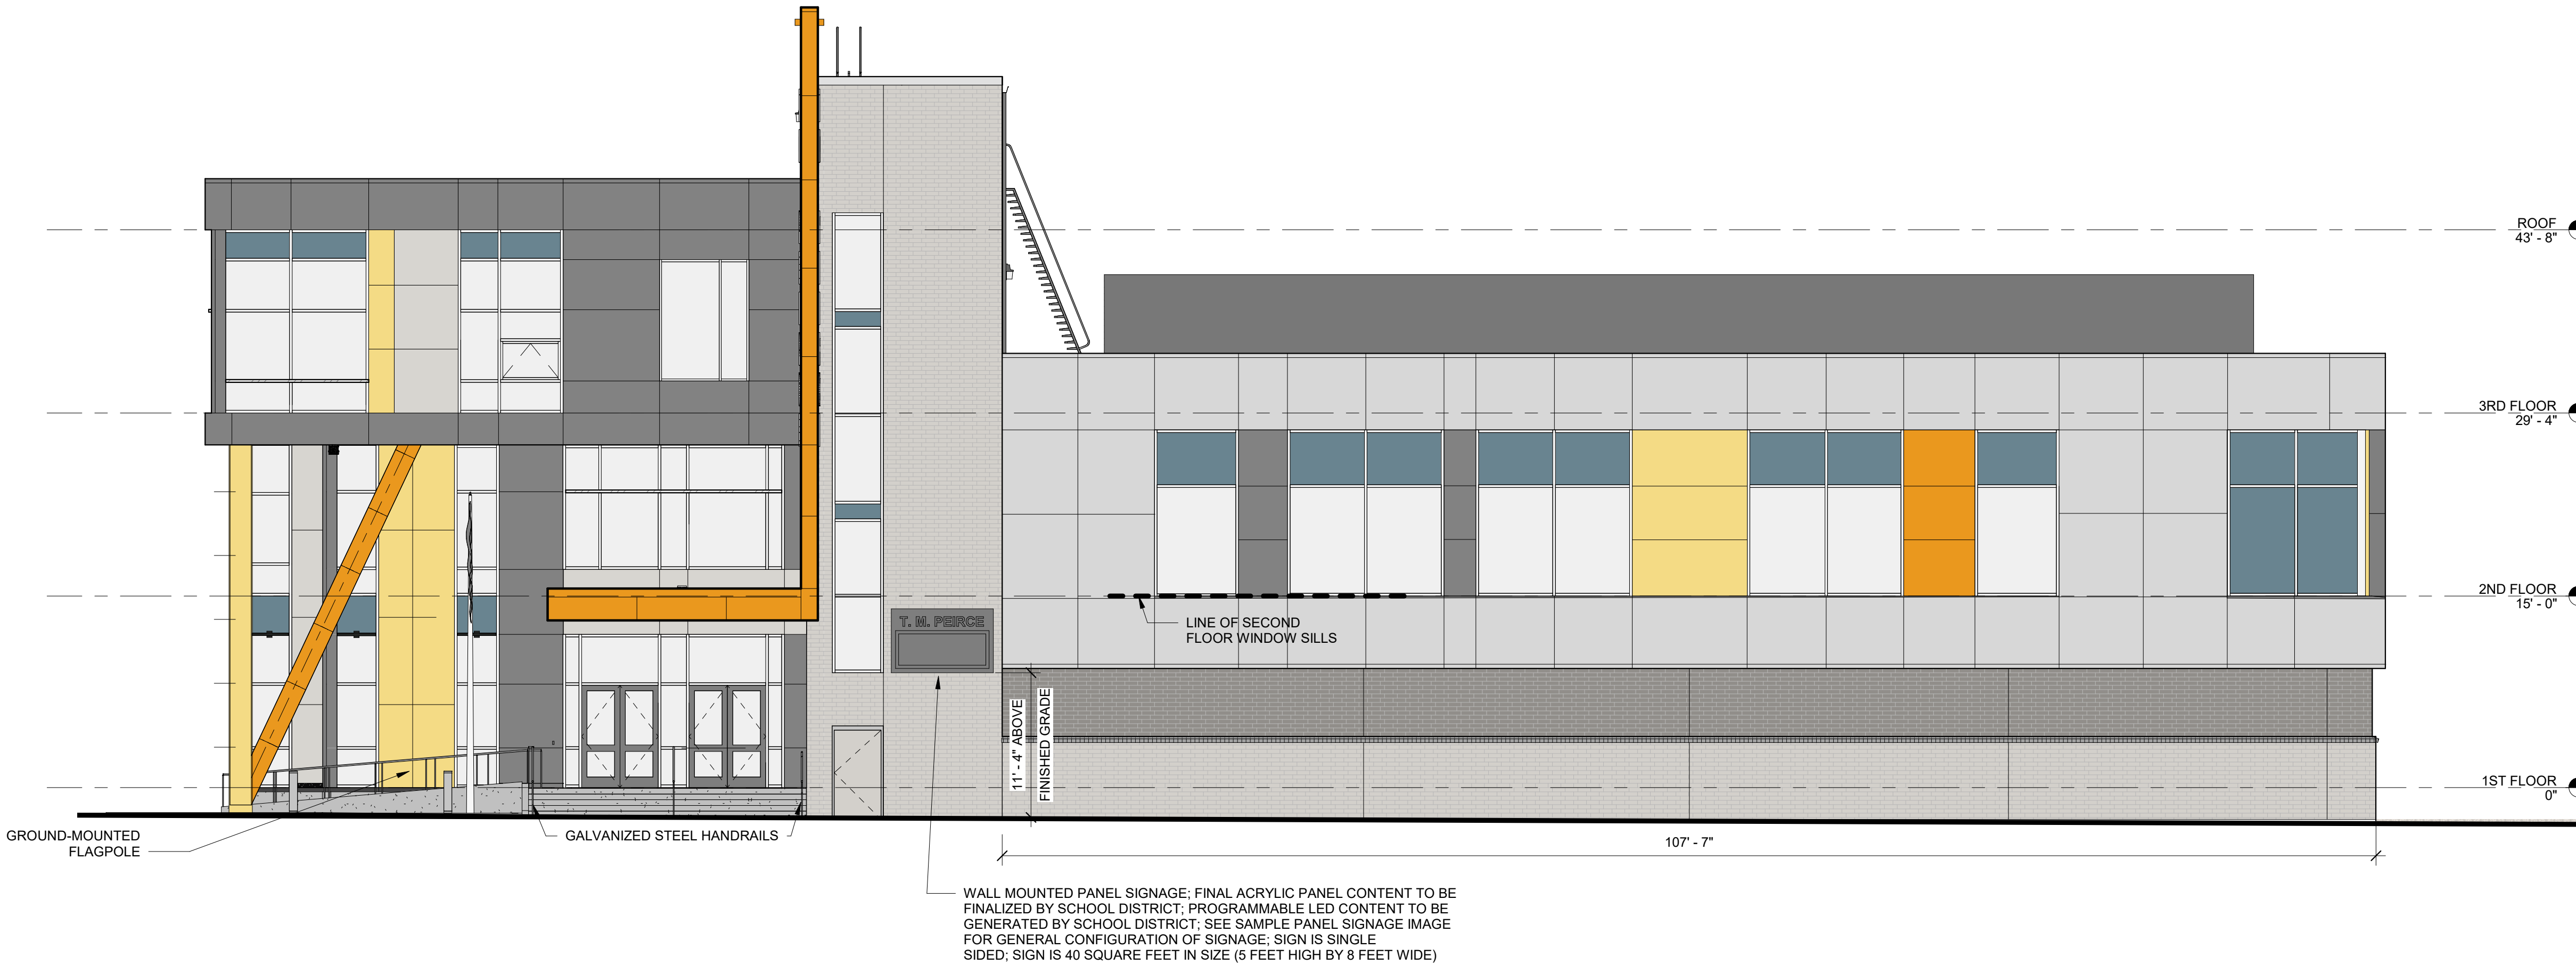 ROOF
43' - 8"
3RD FLOOR
29' - 4"
2ND FLOOR
15' - 0"
T. M. PEIRCE
LINE OF SECOND
FLOOR WINDOW SILLS
11' - 4" ABOVE
FINISHED GRADE
1ST FLOOR
0"
GROUND-MOUNTED
FLAGPOLE
GALVANIZED STEEL HANDRAILS
107' - 7"
WALL MOUNTED PANEL SIGNAGE; FINAL ACRYLIC PANEL CONTENT TO BE
FINALIZED BY SCHOOL DISTRICT; PROGRAMMABLE LED CONTENT TO BE
GENERATED BY SCHOOL DISTRICT; SEE SAMPLE PANEL SIGNAGE IMAGE
FOR GENERAL CONFIGURATION OF SIGNAGE; SIGN IS SINGLE
SIDED; SIGN IS 40 SQUARE FEET IN SIZE (5 FEET HIGH BY 8 FEET WIDE)